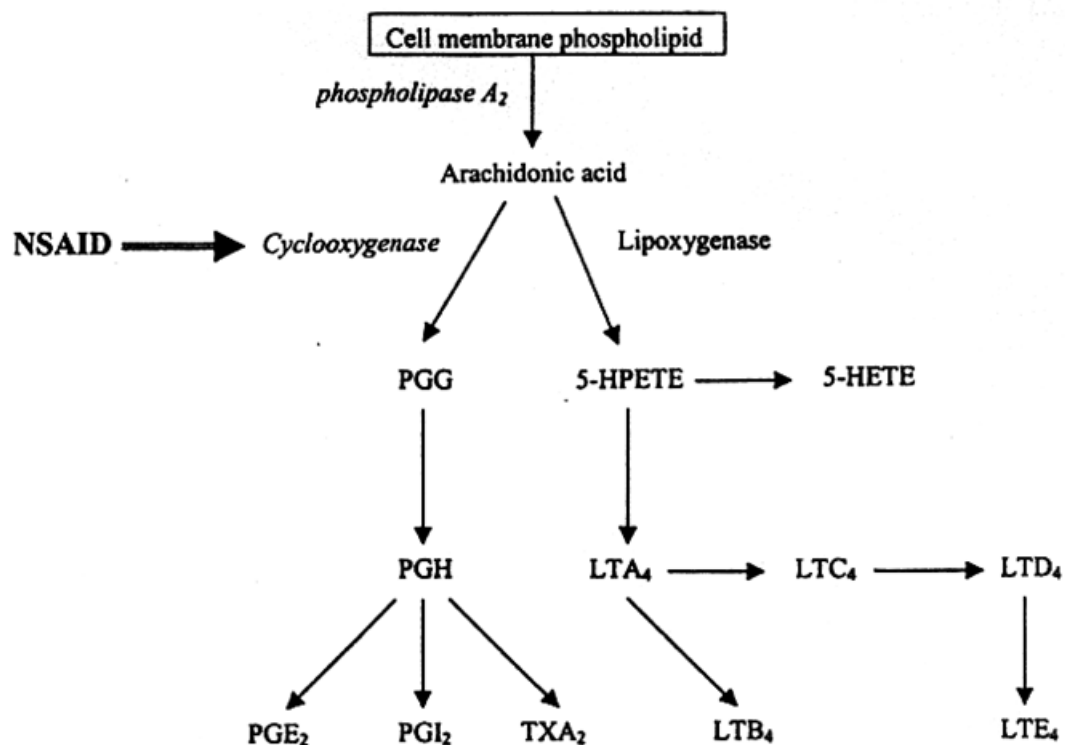 Cell membrane phospholipid
phospholipase A₂
Arachidonic acid
NSAID Cyclooxygenase Lipoxygenase
PGG 5-HPETE 5-HETE
PGH LTA₄ LTC₄ LTD₄
PGE₂ PGI₂ TXA₂ LTB₄ LTE₄